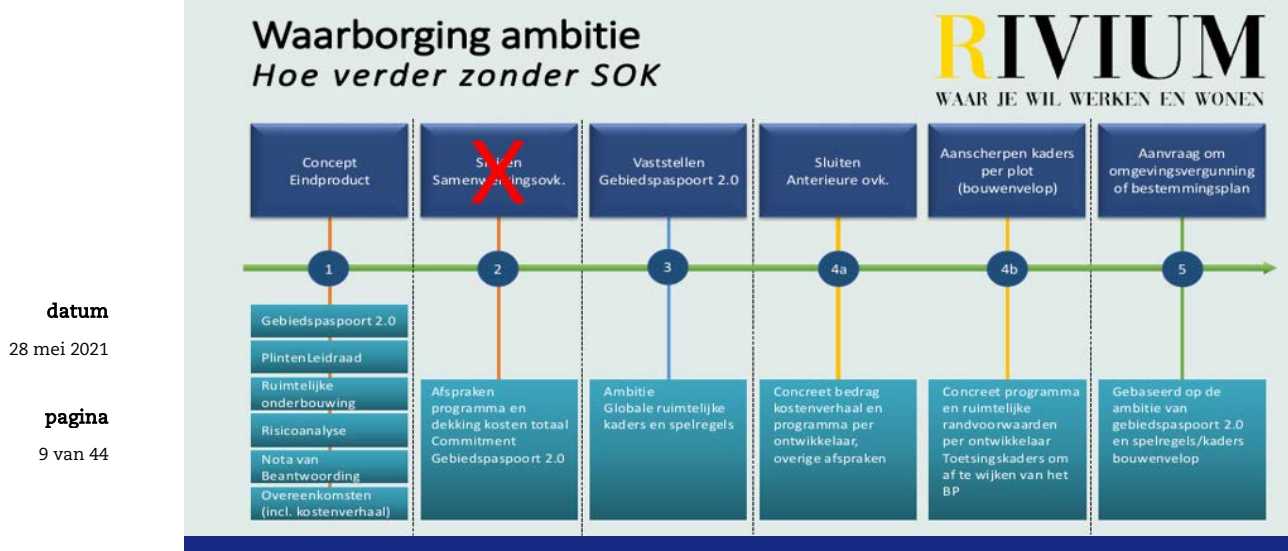 Waarborging ambitie
Hoe verder zonder SOK
RIVIUM
WAAR JE WIL WERKEN EN WONEN
Concept
Eindproduct
Sluiten
Samenwerkingsovk.
X
Vaststellen
Gebiedspaspoort 2.0
Sluiten
Anterieure ovk.
Aanscherpen kaders
per plot
(bouwenvelop)
Aanvraag om
omgevingsvergunning
of bestemmingsplan
1
2
3
4a
4b
5
Gebiedspaspoort 2.0
PlintenLeidraad
Ruimtelijke
onderbouwing
Risicoanalyse
Nota van
Beantwoording
Overeenkomsten
(incl. kostenverhaal)
Afspraken
programma en
dekking kosten totaal
Commitment
Gebiedspaspoort 2.0
Ambitie
Globale ruimtelijke
kaders en spelregels
Concreet bedrag
kostenverhaal en
programma per
ontwikkelaar,
overige afspraken
Concreet programma
en ruimtelijke
randvoorwaarden
per ontwikkelaar
Toetsingskaders om
af te wijken van het
BP
Gebaseerd op de
ambitie van
gebiedspaspoort 2.0
en spelregels/kaders
bouwenvelop
datum
28 mei 2021
pagina
9 van 44